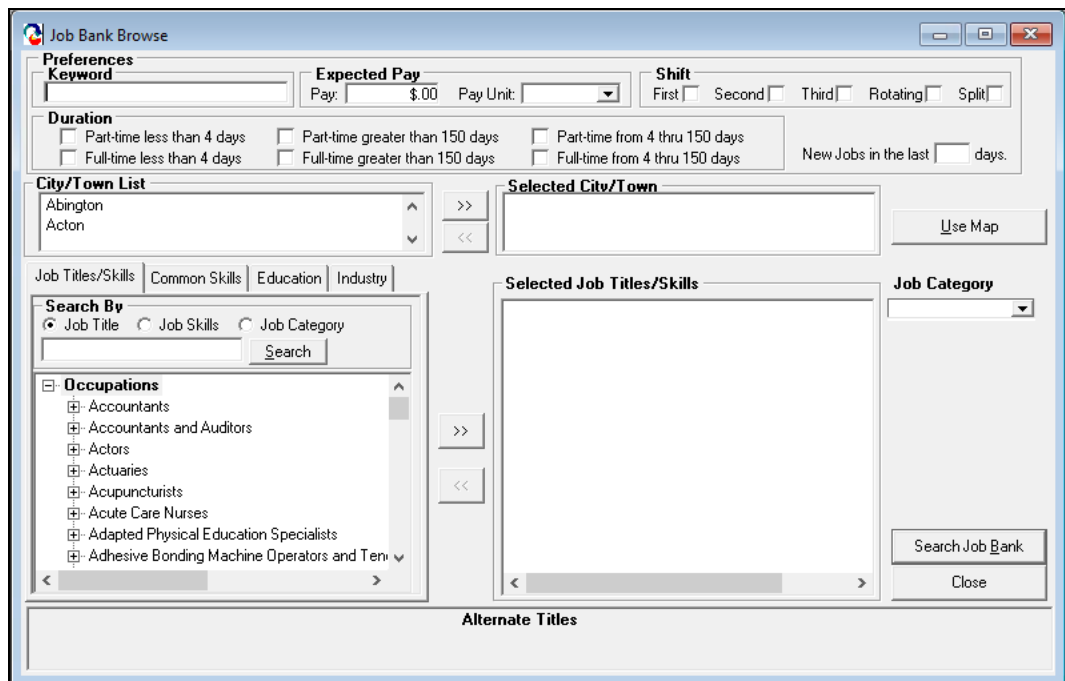 Job Bank Browse
Preferences
Keyword
Expected Pay
Shift
Pay: $.00 Pay Unit:
First Second Third Rotating Split
Duration
Part-time less than 4 days Part-time greater than 150 days Part-time from 4 thru 150 days
Full-time less than 4 days Full-time greater than 150 days Full-time from 4 thru 150 days
New Jobs in the last days.
City/Town List
Selected City/Town
Abington
Acton
>>
<<
Use Map
Job Titles/Skills Common Skills Education Industry
Selected Job Titles/Skills
Job Category
Search By
Job Title Job Skills Job Category
Search
Occupations
Accountants
Accountants and Auditors
Actors
Actuaries
Acupuncturists
Acute Care Nurses
Adapted Physical Education Specialists
Adhesive Bonding Machine Operators and Ten
>>
<<
Search Job Bank
Close
Alternate Titles